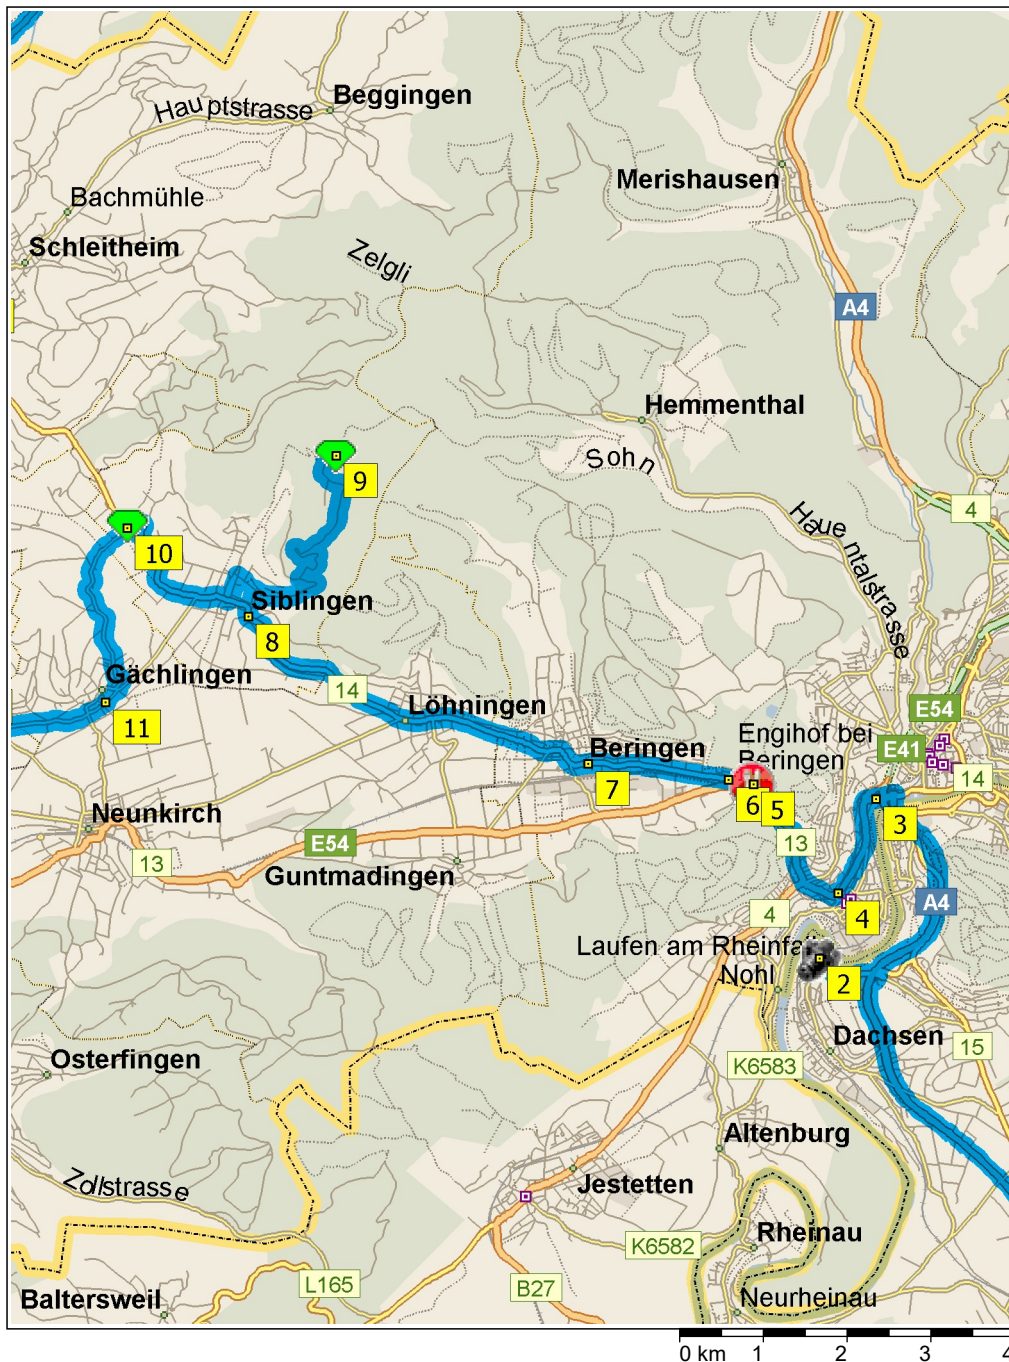 Beggingen
Hauptstrasse
Merishausen
Bachmühle
Schleitheim
Zelgli
A4
Hemmenthal
Sohn
9
4
Hauentalstrasse
10
Siblingen
8
Gächlingen
14
E54
11
Löhningen
Engihof bei
Beringen
Beringen
E41
14
7
6
5
3
Neunkirch
E54
13
13
Guntmadingen
A4
4
4
Laufen am Rheinfall
Nohl
2
Dachsen
15
Osterfingen
K6583
Altenburg
Zollstrasse
Jestetten
Rheinau
K6582
L165
B27
Baltersweil
Neurheinau
0 km 1 2 3 4